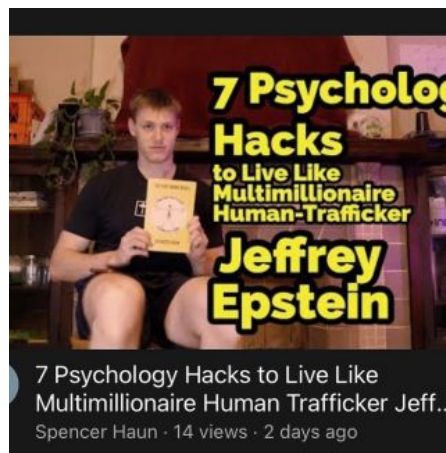 7 Psycholog
Hacks
to Live Like
Multimillionaire
Human-Trafficker
Jeffrey
Epstein
7 Psychology Hacks to Live Like
Multimillionaire Human Trafficker Jeff...
Spencer Haun · 14 views · 2 days ago